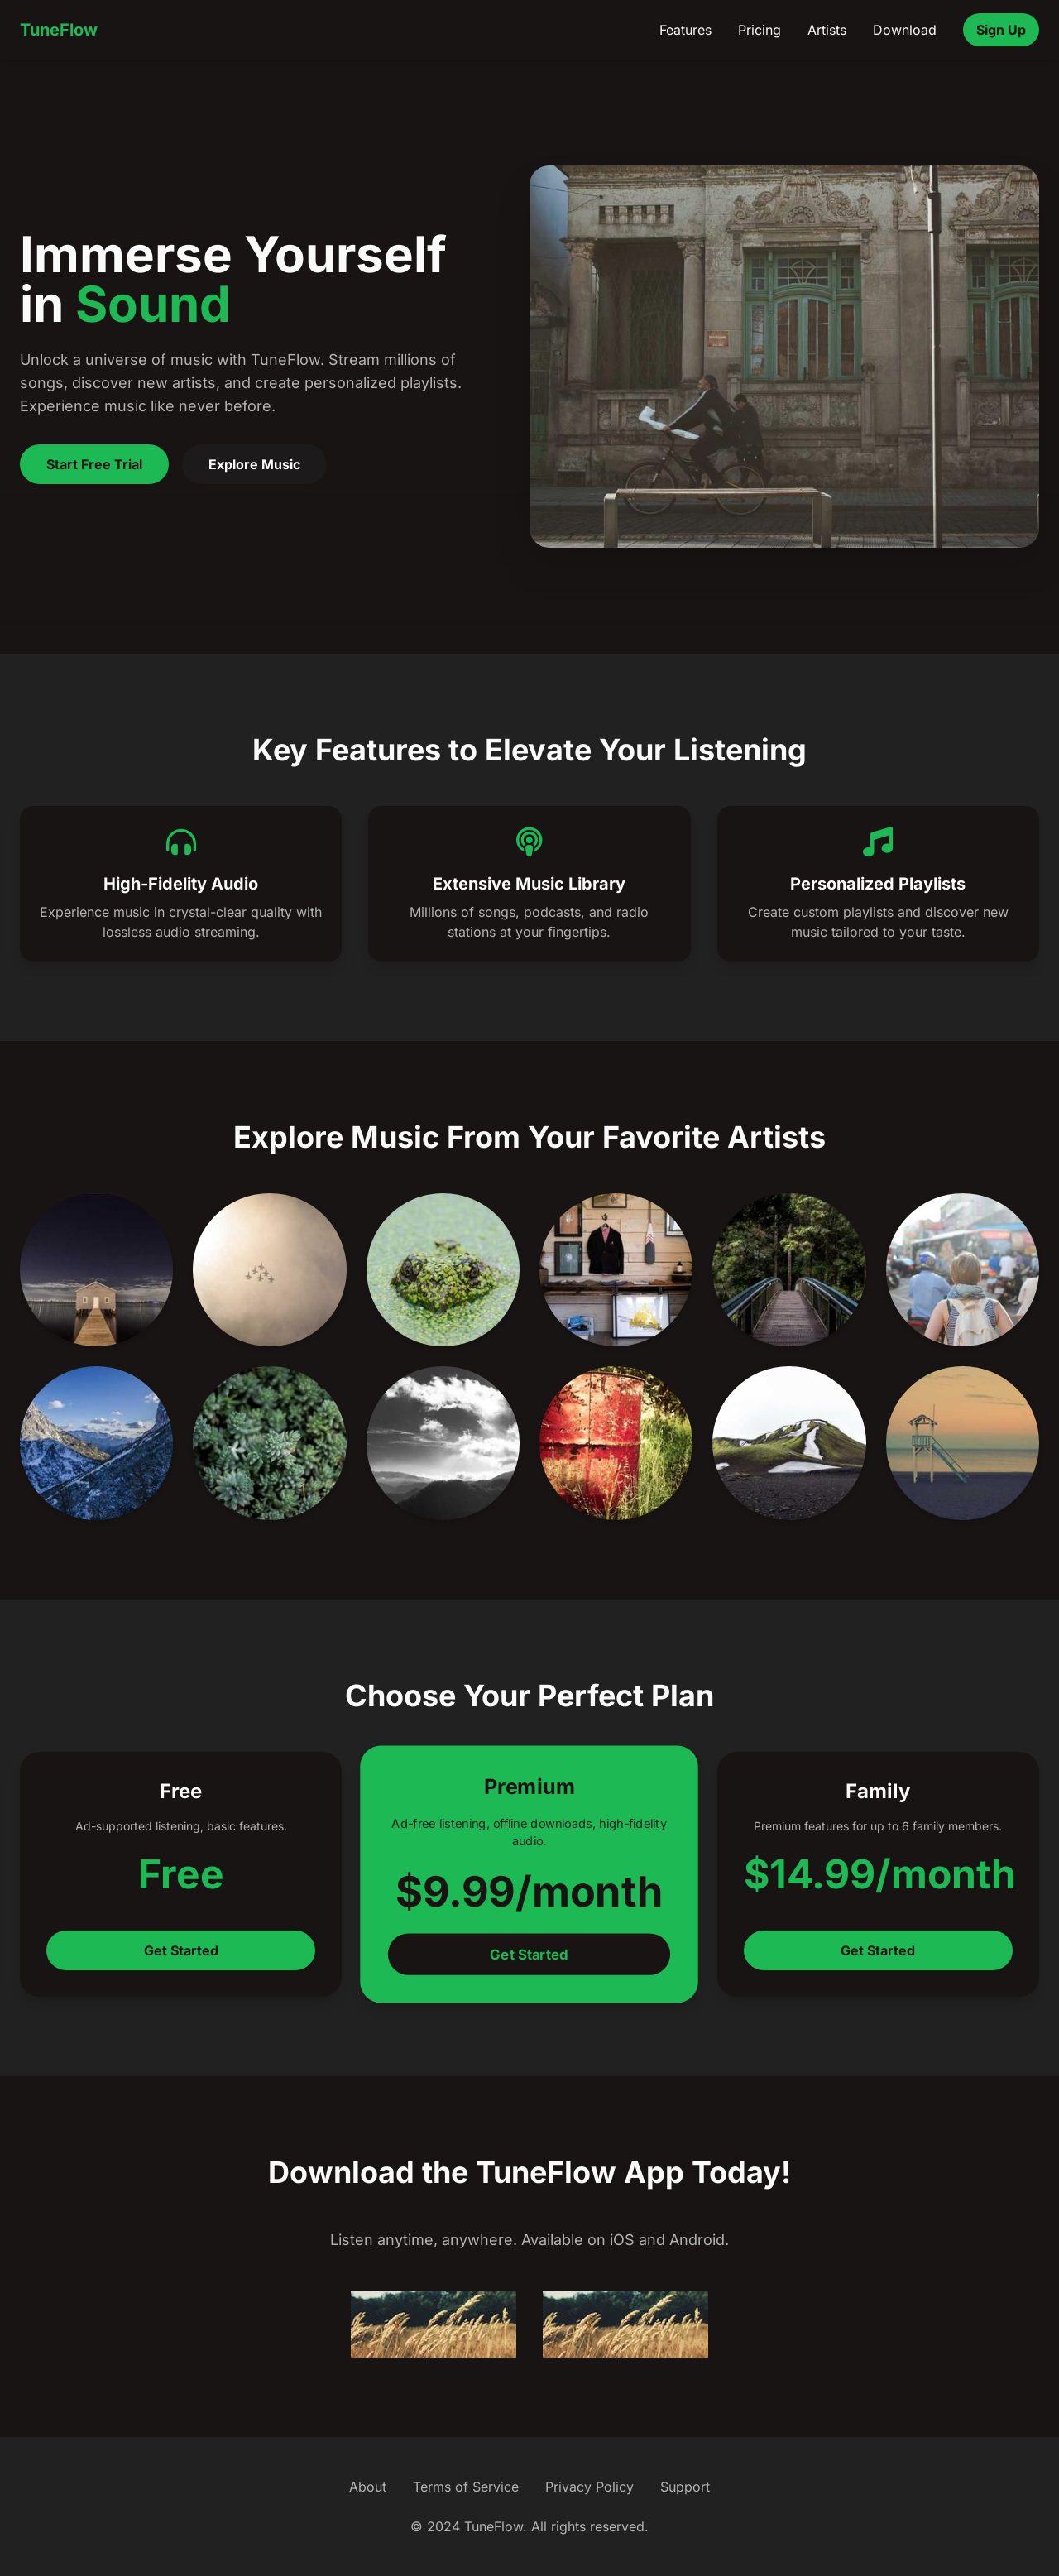 TuneFlow
Features
Pricing
Artists
Download
Sign Up
Immerse Yourself
in Sound
Unlock a universe of music with TuneFlow. Stream millions of
songs, discover new artists, and create personalized playlists.
Experience music like never before.
Start Free Trial
Explore Music
Key Features to Elevate Your Listening
High-Fidelity Audio
Experience music in crystal-clear quality with
lossless audio streaming.
Extensive Music Library
Millions of songs, podcasts, and radio
stations at your fingertips.
Personalized Playlists
Create custom playlists and discover new
music tailored to your taste.
Explore Music From Your Favorite Artists
Choose Your Perfect Plan
Free
Ad-supported listening, basic features.
Free
Get Started
Premium
Ad-free listening, offline downloads, high-fidelity
audio.
$9.99/month
Get Started
Family
Premium features for up to 6 family members.
$14.99/month
Get Started
Download the TuneFlow App Today!
Listen anytime, anywhere. Available on iOS and Android.
About
Terms of Service
Privacy Policy
Support
© 2024 TuneFlow. All rights reserved.